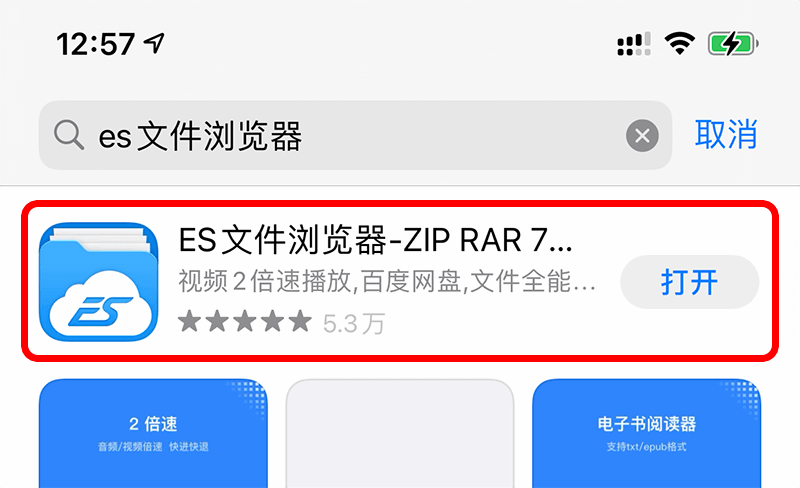 12:57
es文件浏览器
取消
ES文件浏览器-ZIP RAR 7...
视频2倍速播放,百度网盘,文件全能...
打开
5.3万
ES
2 倍速
音频/视频倍速 快进快退
电子书阅读器
支持txt/epub格式